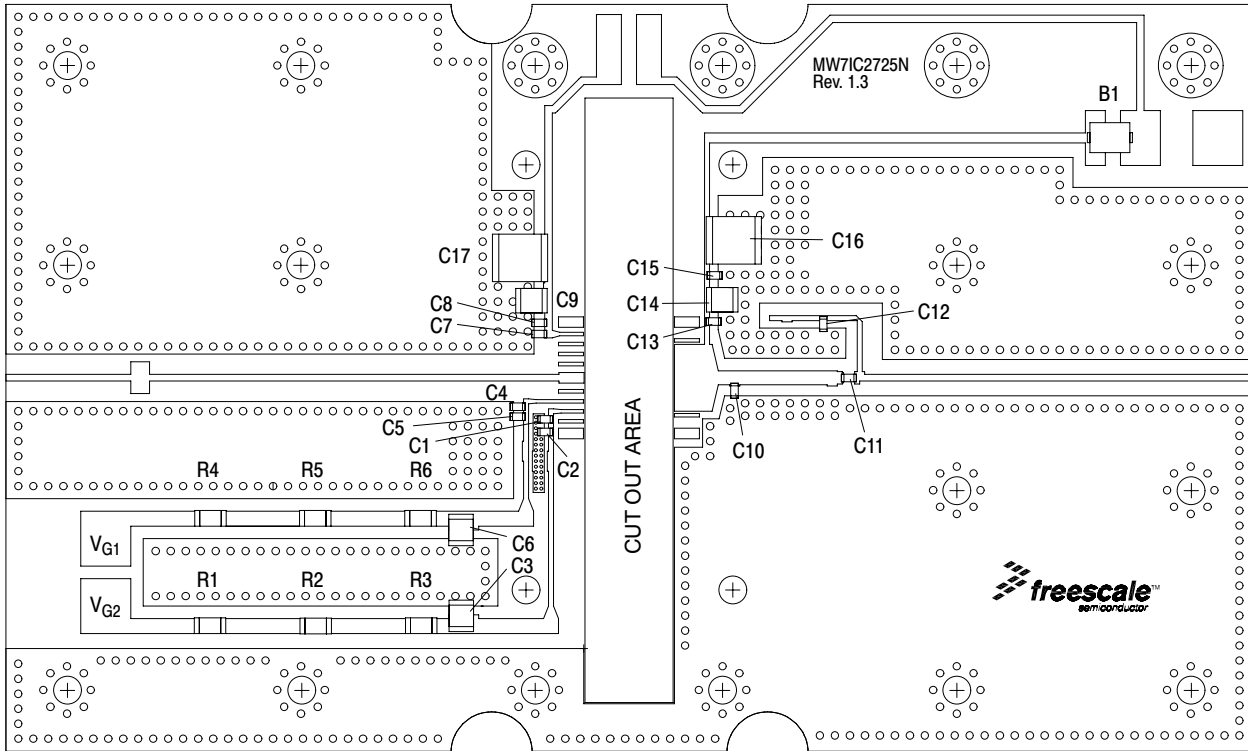 MW7IC2725N
Rev. 1.3
B1
C17
C16
C15
C9
C14
C8
C12
C7
C13
C4
C5
C1
C2
C10
C11
R4 R5 R6
CUT OUT AREA
VG1
C6
C3
R1 R2 R3
VG2
freescale™
semiconductor